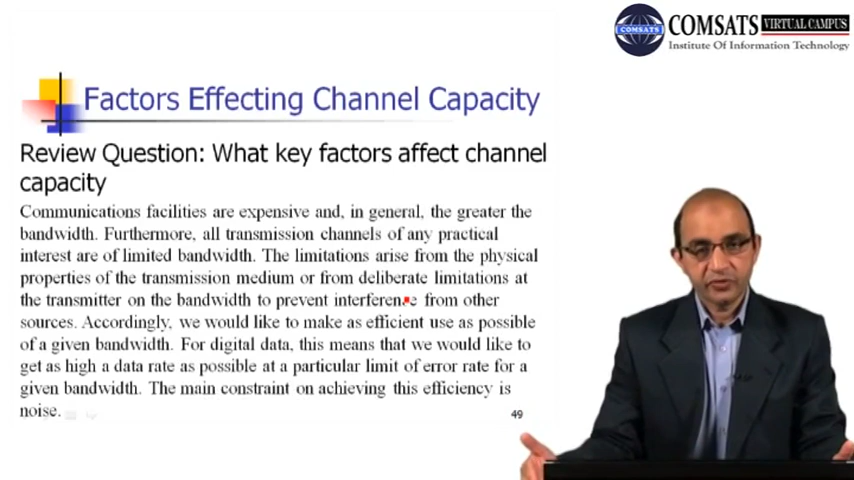 COMSATS VIRTUAL CAMPUS
COMSATS
Institute Of Information Technology
Factors Effecting Channel Capacity
Review Question: What key factors affect channel
capacity
Communications facilities are expensive and, in general, the greater the
bandwidth. Furthermore, all transmission channels of any practical
interest are of limited bandwidth. The limitations arise from the physical
properties of the transmission medium or from deliberate limitations at
the transmitter on the bandwidth to prevent interference from other
sources. Accordingly, we would like to make as efficient use as possible
of a given bandwidth. For digital data, this means that we would like to
get as high a data rate as possible at a particular limit of error rate for a
given bandwidth. The main constraint on achieving this efficiency is
noise.
49